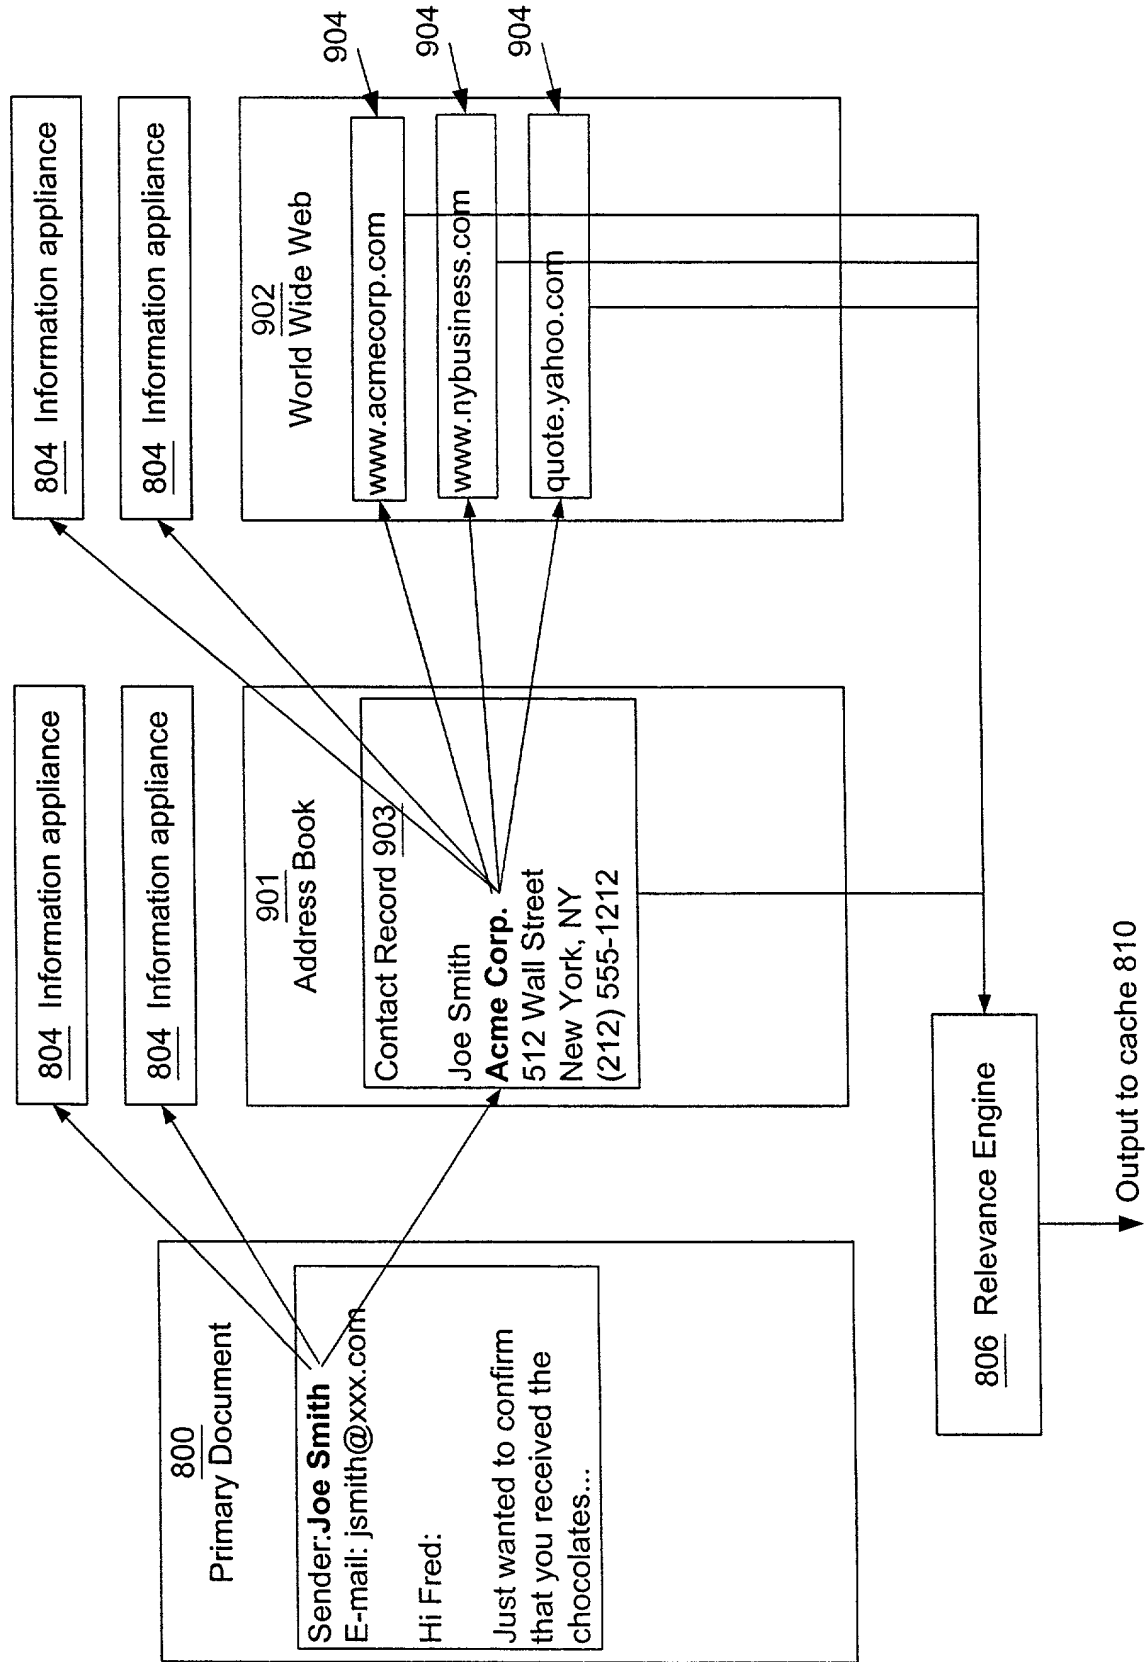 804 Information appliance
804 Information appliance
804 Information appliance
804 Information appliance
800
Primary Document
Sender:Joe Smith
E-mail: jsmith@xxx.com
Hi Fred:
Just wanted to confirm
that you received the
chocolates...
901
Address Book
Contact Record 903
Joe Smith
Acme Corp.
512 Wall Street
New York, NY
(212) 555-1212
902
World Wide Web
www.acmecorp.com
www.nybusiness.com
quote.yahoo.com
904
904
904
806 Relevance Engine
Output to cache 810